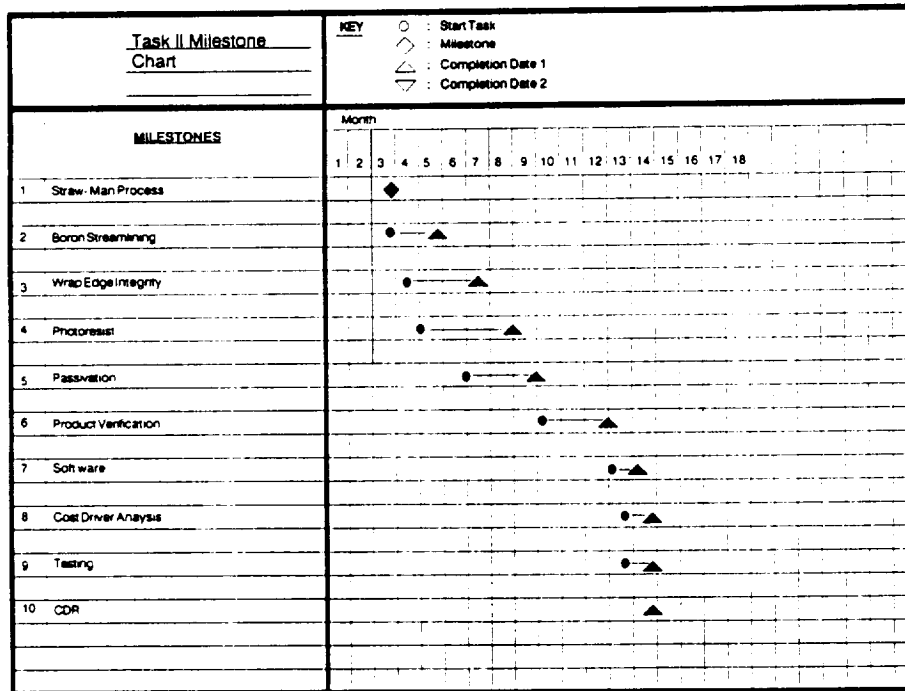 Task II Milestone
Chart
KEY
: Start Task
: Milestone
: Completion Date 1
: Completion Date 2
MILESTONES
Month
1 2 3 4 5 6 7 8 9 10 12 13 14 15 16 17 18
1 Straw-Man Process
2 Boron Streamlining
3 Wrap Edge Integrity
4 Photoresist
5 Passivation
6 Product Verification
7 Software
8 Cost Driver Anaysis
9 Testing
10 CDR